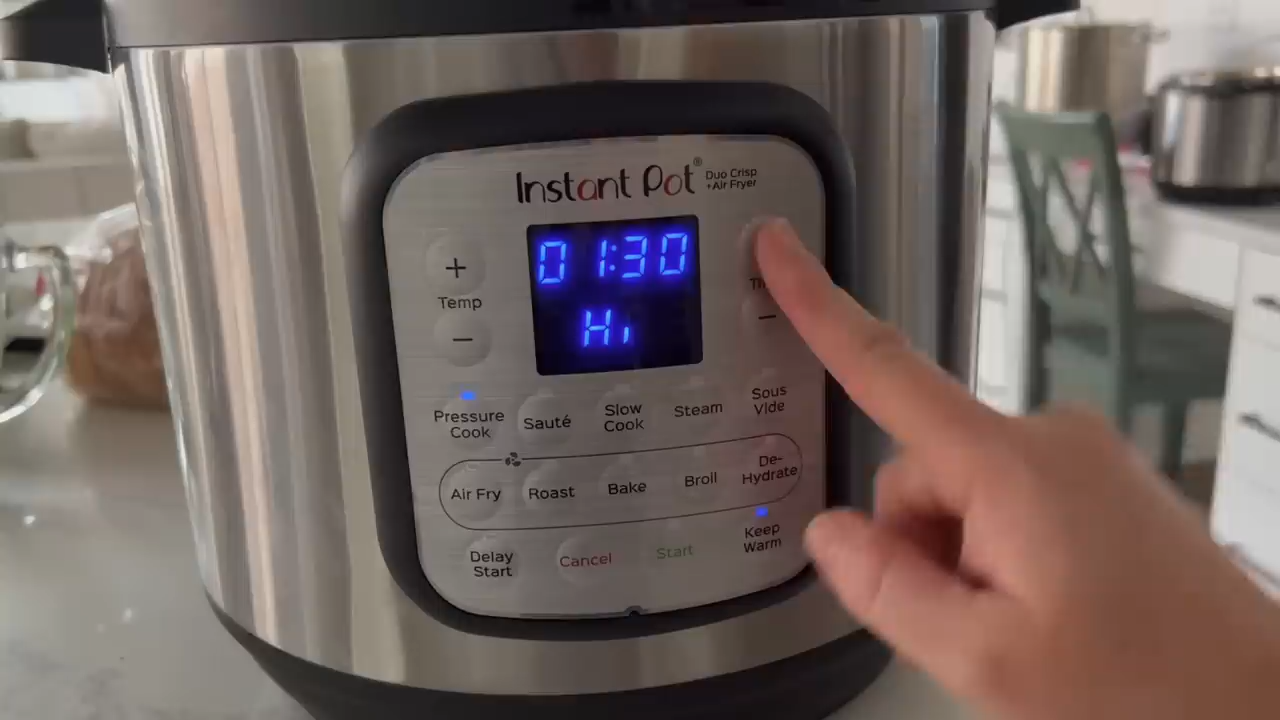 Instant Pot® Duo Crisp
+Air Fryer
01:30
Hi
+
Temp
−
−
Pressure
Cook
Sauté
Slow
Cook
Steam
Sous
Vide
Air Fry
Roast
Bake
Broil
De-
Hydrate
Delay
Start
Cancel
Start
Keep
Warm